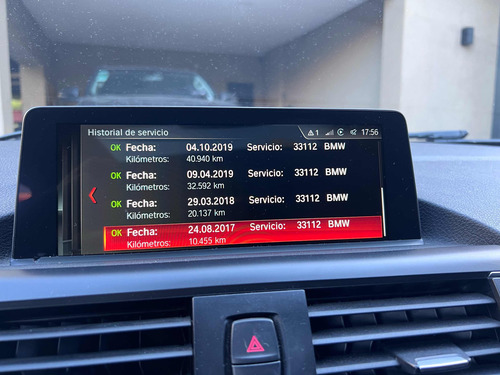 Historial de servicio 1 17:56
OK Fecha: 04.10.2019 Servicio: 33112 BMW
Kilómetros: 40.940 km
OK Fecha: 09.04.2019 Servicio: 33112 BMW
Kilómetros: 32.592 km
OK Fecha: 29.03.2018 Servicio: 33112 BMW
Kilómetros: 20.137 km
OK Fecha: 24.08.2017 Servicio: 33112 BMW
Kilómetros: 10.455 km